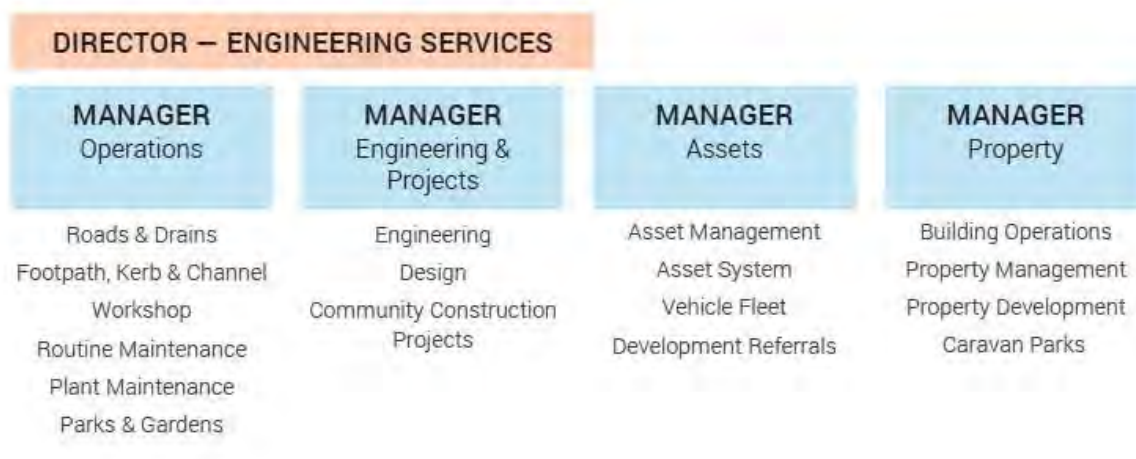 DIRECTOR — ENGINEERING SERVICES
MANAGER
Operations
Roads & Drains
Footpath, Kerb & Channel
Workshop
Routine Maintenance
Plant Maintenance
Parks & Gardens
MANAGER
Engineering &
Projects
Engineering
Design
Community Construction
Projects
MANAGER
Assets
Asset Management
Asset System
Vehicle Fleet
Development Referrals
MANAGER
Property
Building Operations
Property Management
Property Development
Caravan Parks